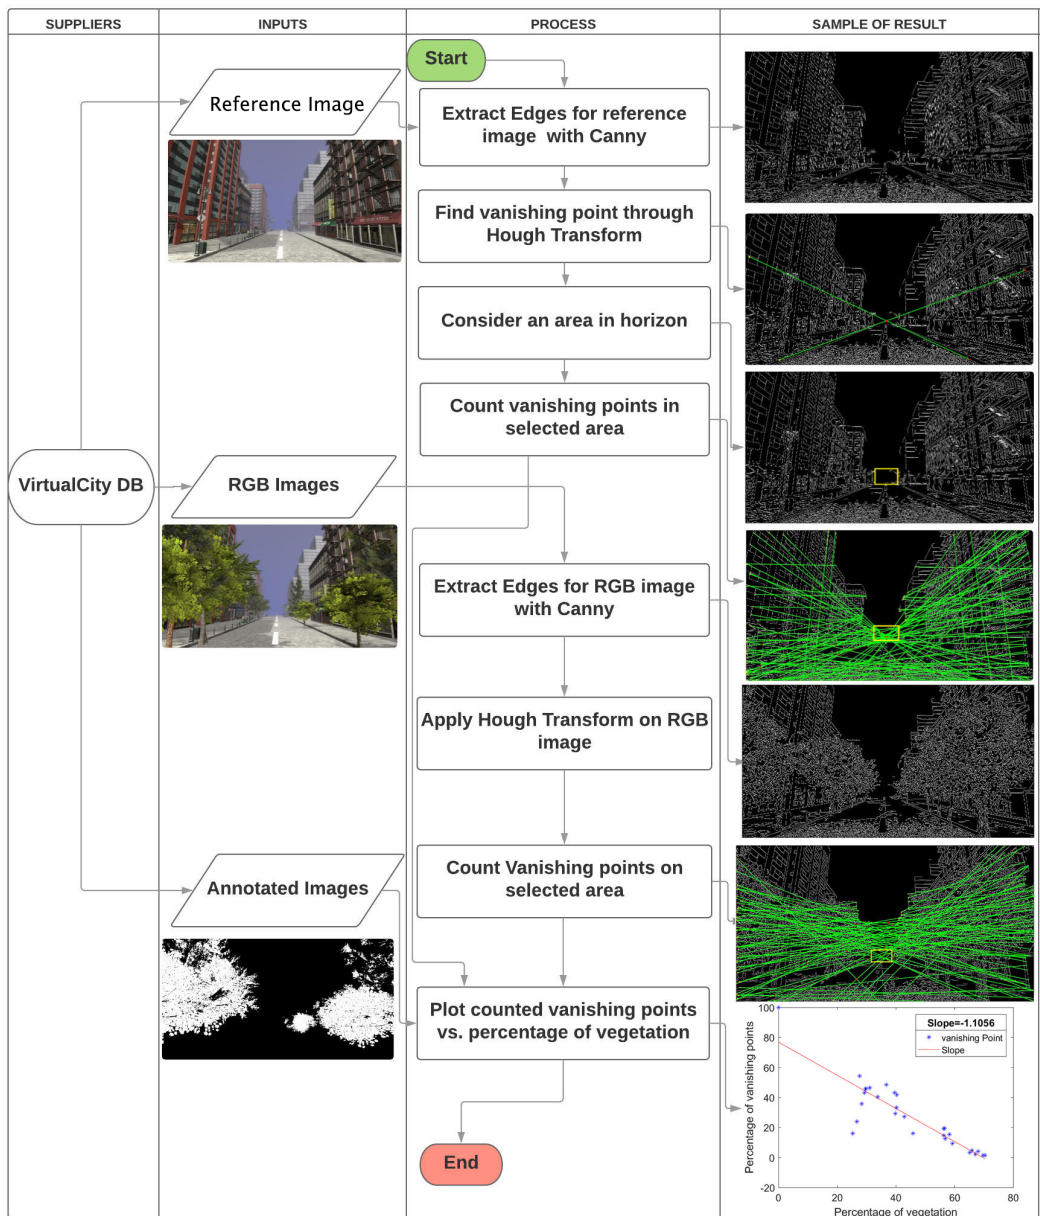 SUPPLIERS
INPUTS
PROCESS
SAMPLE OF RESULT
Start
Reference Image
Extract Edges for reference
image with Canny
Find vanishing point through
Hough Transform
Consider an area in horizon
Count vanishing points in
selected area
VirtualCity DB
RGB Images
Extract Edges for RGB image
with Canny
Apply Hough Transform on RGB
image
Count Vanishing points on
selected area
Annotated Images
Plot counted vanishing points
vs. percentage of vegetation
End
Slope=-1.1056
vanishing Point
Slope
Percentage of vanishing points
100
80
60
40
20
0
-20
0
20
40
60
80
Percentage of vegetation